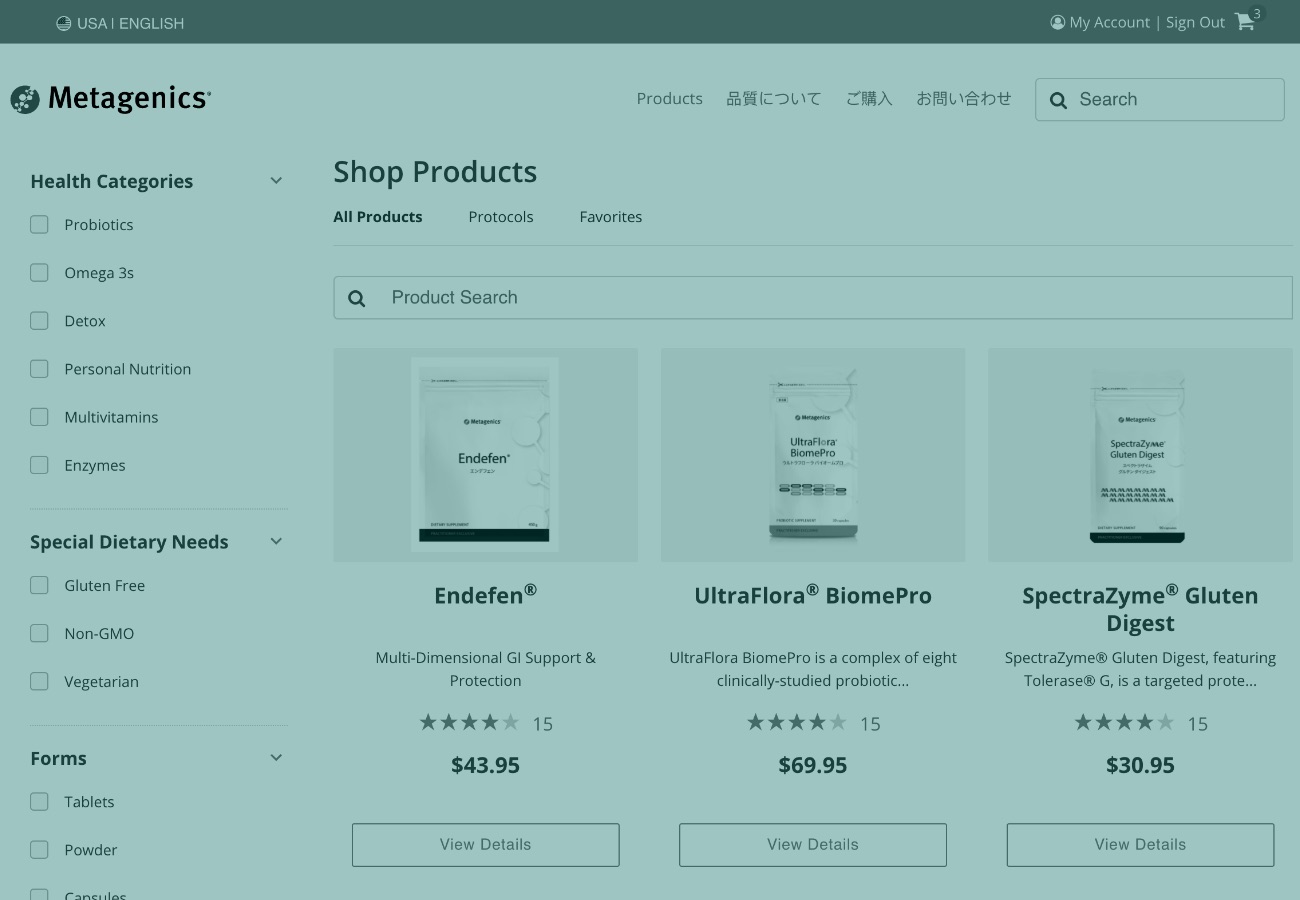 USA | ENGLISH
My Account | Sign Out
3
Metagenics
Products
品質について
ご購入
お問い合わせ
Search
Health Categories
Probiotics
Omega 3s
Detox
Personal Nutrition
Multivitamins
Enzymes
Special Dietary Needs
Gluten Free
Non-GMO
Vegetarian
Forms
Tablets
Powder
Capsules
Shop Products
All Products
Protocols
Favorites
Product Search
Metagenics
Endefen
エンデフェン
DIETARY SUPPLEMENT
Metagenics
UltraFlora
BiomePro
ウルトラフローラ バイオームプロ
PROBIOTIC SUPPLEMENT
Metagenics
SpectraZyme
Gluten Digest
スペクトラザイム
グルテン・ダイジェスト
DIETARY SUPPLEMENT
Endefen®
Multi-Dimensional GI Support &
Protection
15
$43.95
View Details
UltraFlora® BiomePro
UltraFlora BiomePro is a complex of eight
clinically-studied probiotic...
15
$69.95
View Details
SpectraZyme® Gluten
Digest
SpectraZyme® Gluten Digest, featuring
Tolerase® G, is a targeted prote...
15
$30.95
View Details